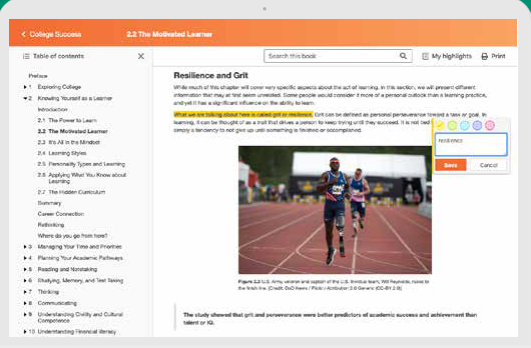 College Success
2.2 The Motivated Learner
Table of contents
Search this book
My highlights
Print
Preface
1 Exploring College
2 Knowing Yourself as a Learner
Introduction
2.1 The Power to Learn
2.2 The Motivated Learner
2.3 It's All in the Mindset
2.4 Learning Styles
2.5 Personality Types and Learning
2.6 Applying What You Know about
Learning
2.7 The Hidden Curriculum
Summary
Career Connection
Rethinking
Where do you go from here?
3 Managing Your Time and Priorities
4 Planning Your Academic Pathways
5 Reading and Notetaking
6 Studying, Memory, and Test Taking
7 Thinking
8 Communicating
9 Understanding Civility and Cultural
Competence
10 Understanding Financial literacy
Resilience and Grit
While much of this chapter will cover very specific aspects about the act of learning, in this section, we will present different
information that may at first seem unrelated. Some people would consider it more of a personal outlook than a learning practice,
and yet it has a significant influence on the ability to learn.
What we are talking about here is called grit or resilience. Grit can be defined as personal perseverance toward a task or goal. In
learning, it can be thought of as a trait that drives a person to keep trying until they succeed. It is not tied
simply a tendency to not give up until something is finished or accomplished.
resilience
Save
Cancel
Figure 2.2 U.S. Army veteran and captain of the U.S. Invictus team, Will Reynolds, races to
the finish line. (Credit: DoD News / Flickr / Attribution 2.0 Generic (CC-BY 2.0))
The study showed that grit and perseverance were better predictors of academic success and achievement than
talent or IQ.